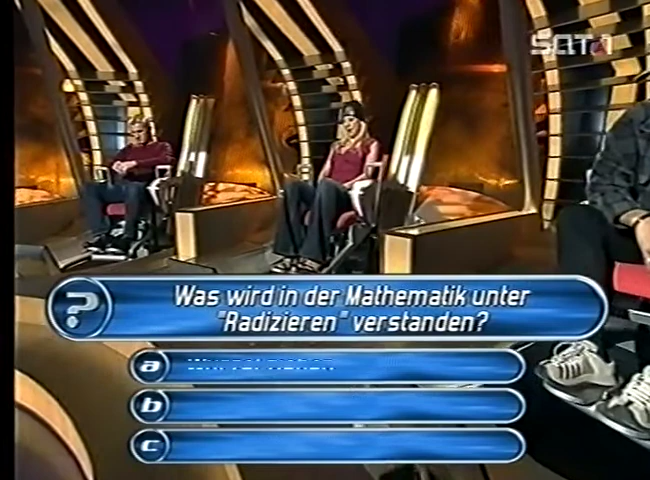 SAT.1
?
Was wird in der Mathematik unter
"Radizieren" verstanden?
a
b
c